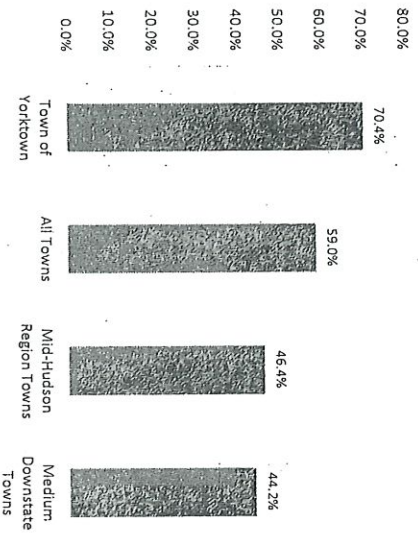 80.0%
70.0%
60.0%
50.0%
40.0%
30.0%
20.0%
10.0%
0.0%
70.4%
59.0%
46.4%
44.2%
Town of
Yorktown
All Towns
Mid-Hudson
Region Towns
Medium
Downstate
Towns